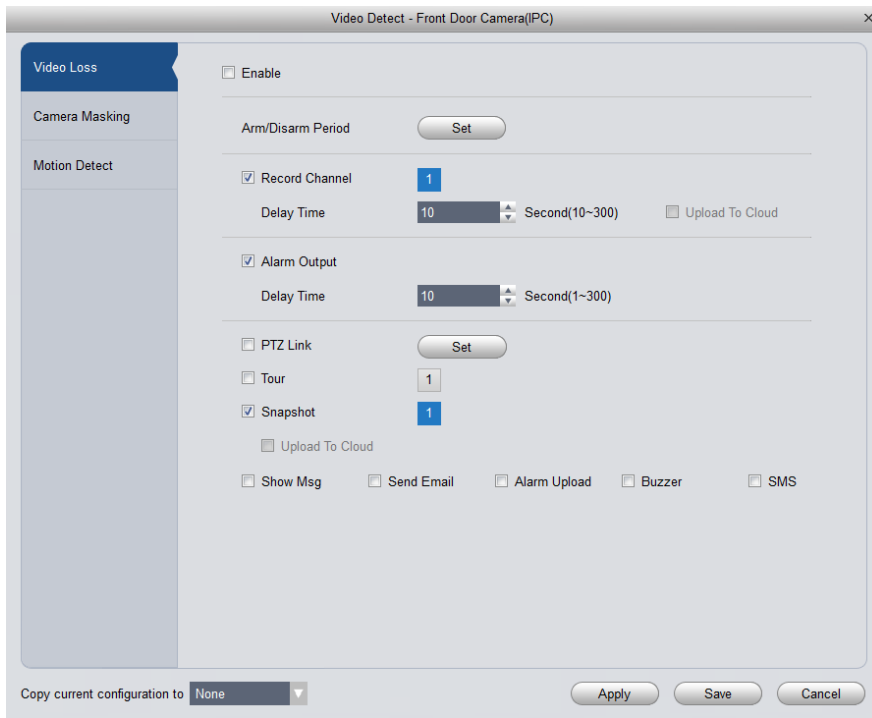 Video Detect - Front Door Camera(IPC)
Video Loss
Camera Masking
Motion Detect
Enable
Arm/Disarm Period Set
Record Channel 1
Delay Time 10 Second(10~300) Upload To Cloud
Alarm Output
Delay Time 10 Second(1~300)
PTZ Link Set
Tour 1
Snapshot 1
Upload To Cloud
Show Msg Send Email Alarm Upload Buzzer SMS
Copy current configuration to None Apply Save Cancel